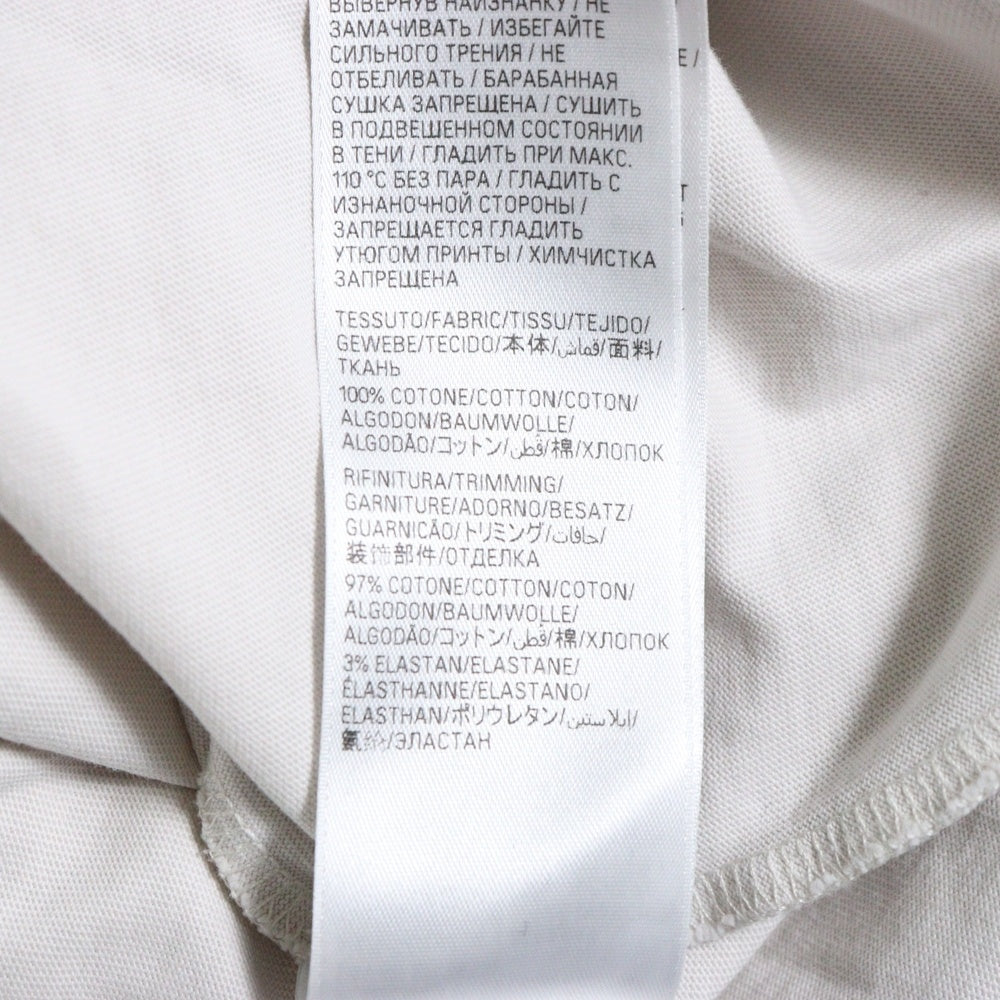 ВЫВЕРНУВ НАИЗНАНКУ / НЕ
ЗАМАЧИВАТЬ / ИЗБЕГАЙТЕ
СИЛЬНОГО ТРЕНИЯ / НЕ
ОТБЕЛИВАТЬ / БАРАБАННАЯ
СУШКА ЗАПРЕЩЕНА / СУШИТЬ
В ПОДВЕШЕННОМ СОСТОЯНИИ
В ТЕНИ / ГЛАДИТЬ ПРИ МАКС.
110 °C БЕЗ ПАРА / ГЛАДИТЬ С
ИЗНАНОЧНОЙ СТОРОНЫ /
ЗАПРЕЩАЕТСЯ ГЛАДИТЬ
УТЮГОМ ПРИНТЫ / ХИМЧИСТКА
ЗАПРЕЩЕНА
TESSUTO/FABRIC/TISSU/TEJIDO/
GEWEBE/TECIDO/本体/قماش/面料/
ТКАНЬ
100% COTONE/COTTON/COTON/
ALGODON/BAUMWOLLE/
ALGODÃO/コットン/قطن/棉/ХЛОПОК
RIFINITURA/TRIMMING/
GARNITURE/ADORNO/BESATZ/
GUARNICÃO/トリミング/حافات/
装饰部件/ОТДЕЛКА
97% COTONE/COTTON/COTON/
ALGODON/BAUMWOLLE/
ALGODÃO/コットン/قطن/棉/ХЛОПОК
3% ELASTAN/ELASTANE/
ÉLASTHANNE/ELASTANO/
ELASTHAN/ポリウレタン/ايلاستين/
氨纶/ЭЛАСТАН